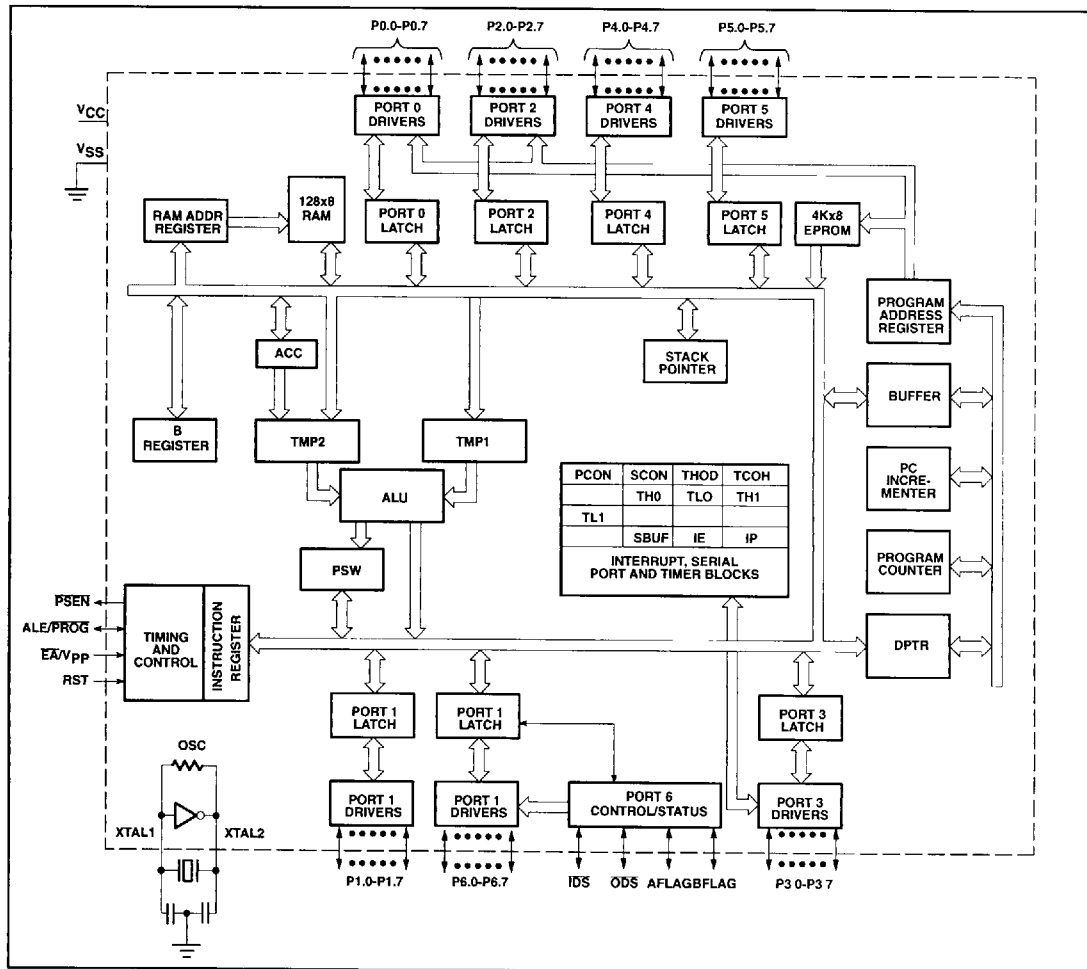 P0.0-P0.7 P2.0-P2.7 P4.0-P4.7 P5.0-P5.7
VCC
VSS
PORT 0
DRIVERS
PORT 2
DRIVERS
PORT 4
DRIVERS
PORT 5
DRIVERS
RAM ADDR
REGISTER
128x8
RAM
PORT 0
LATCH
PORT 2
LATCH
PORT 4
LATCH
PORT 5
LATCH
4Kx8
EPROM
PROGRAM
ADDRESS
REGISTER
ACC
STACK
POINTER
BUFFER
B
REGISTER
TMP2
TMP1
ALU
PCON SCON THOD TCOH
TH0 TLO TH1
TL1
SBUF IE IP
INTERRUPT, SERIAL
PORT AND TIMER BLOCKS
PC
INCRE-
MENTER
PSW
PROGRAM
COUNTER
PSEN
ALE/PROG
EA/VPP
RST
TIMING
AND
CONTROL
INSTRUCTION
REGISTER
DPTR
PORT 1
LATCH
PORT 1
LATCH
PORT 3
LATCH
OSC
XTAL1 XTAL2
PORT 1
DRIVERS
PORT 1
DRIVERS
PORT 6
CONTROL/STATUS
PORT 3
DRIVERS
P1.0-P1.7 P6.0-P6.7 IDS ODS AFLAGBFLAG P3 0-P3 7